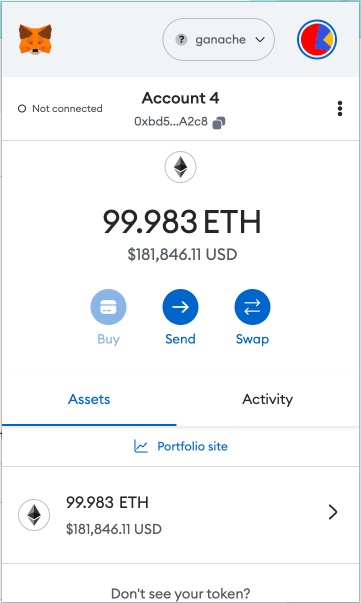 ganache
Not connected
Account 4
0xbd5...A2c8
99.983 ETH
$181,846.11 USD
Buy
Send
Swap
Assets
Activity
Portfolio site
99.983 ETH
$181,846.11 USD
Don't see your token?